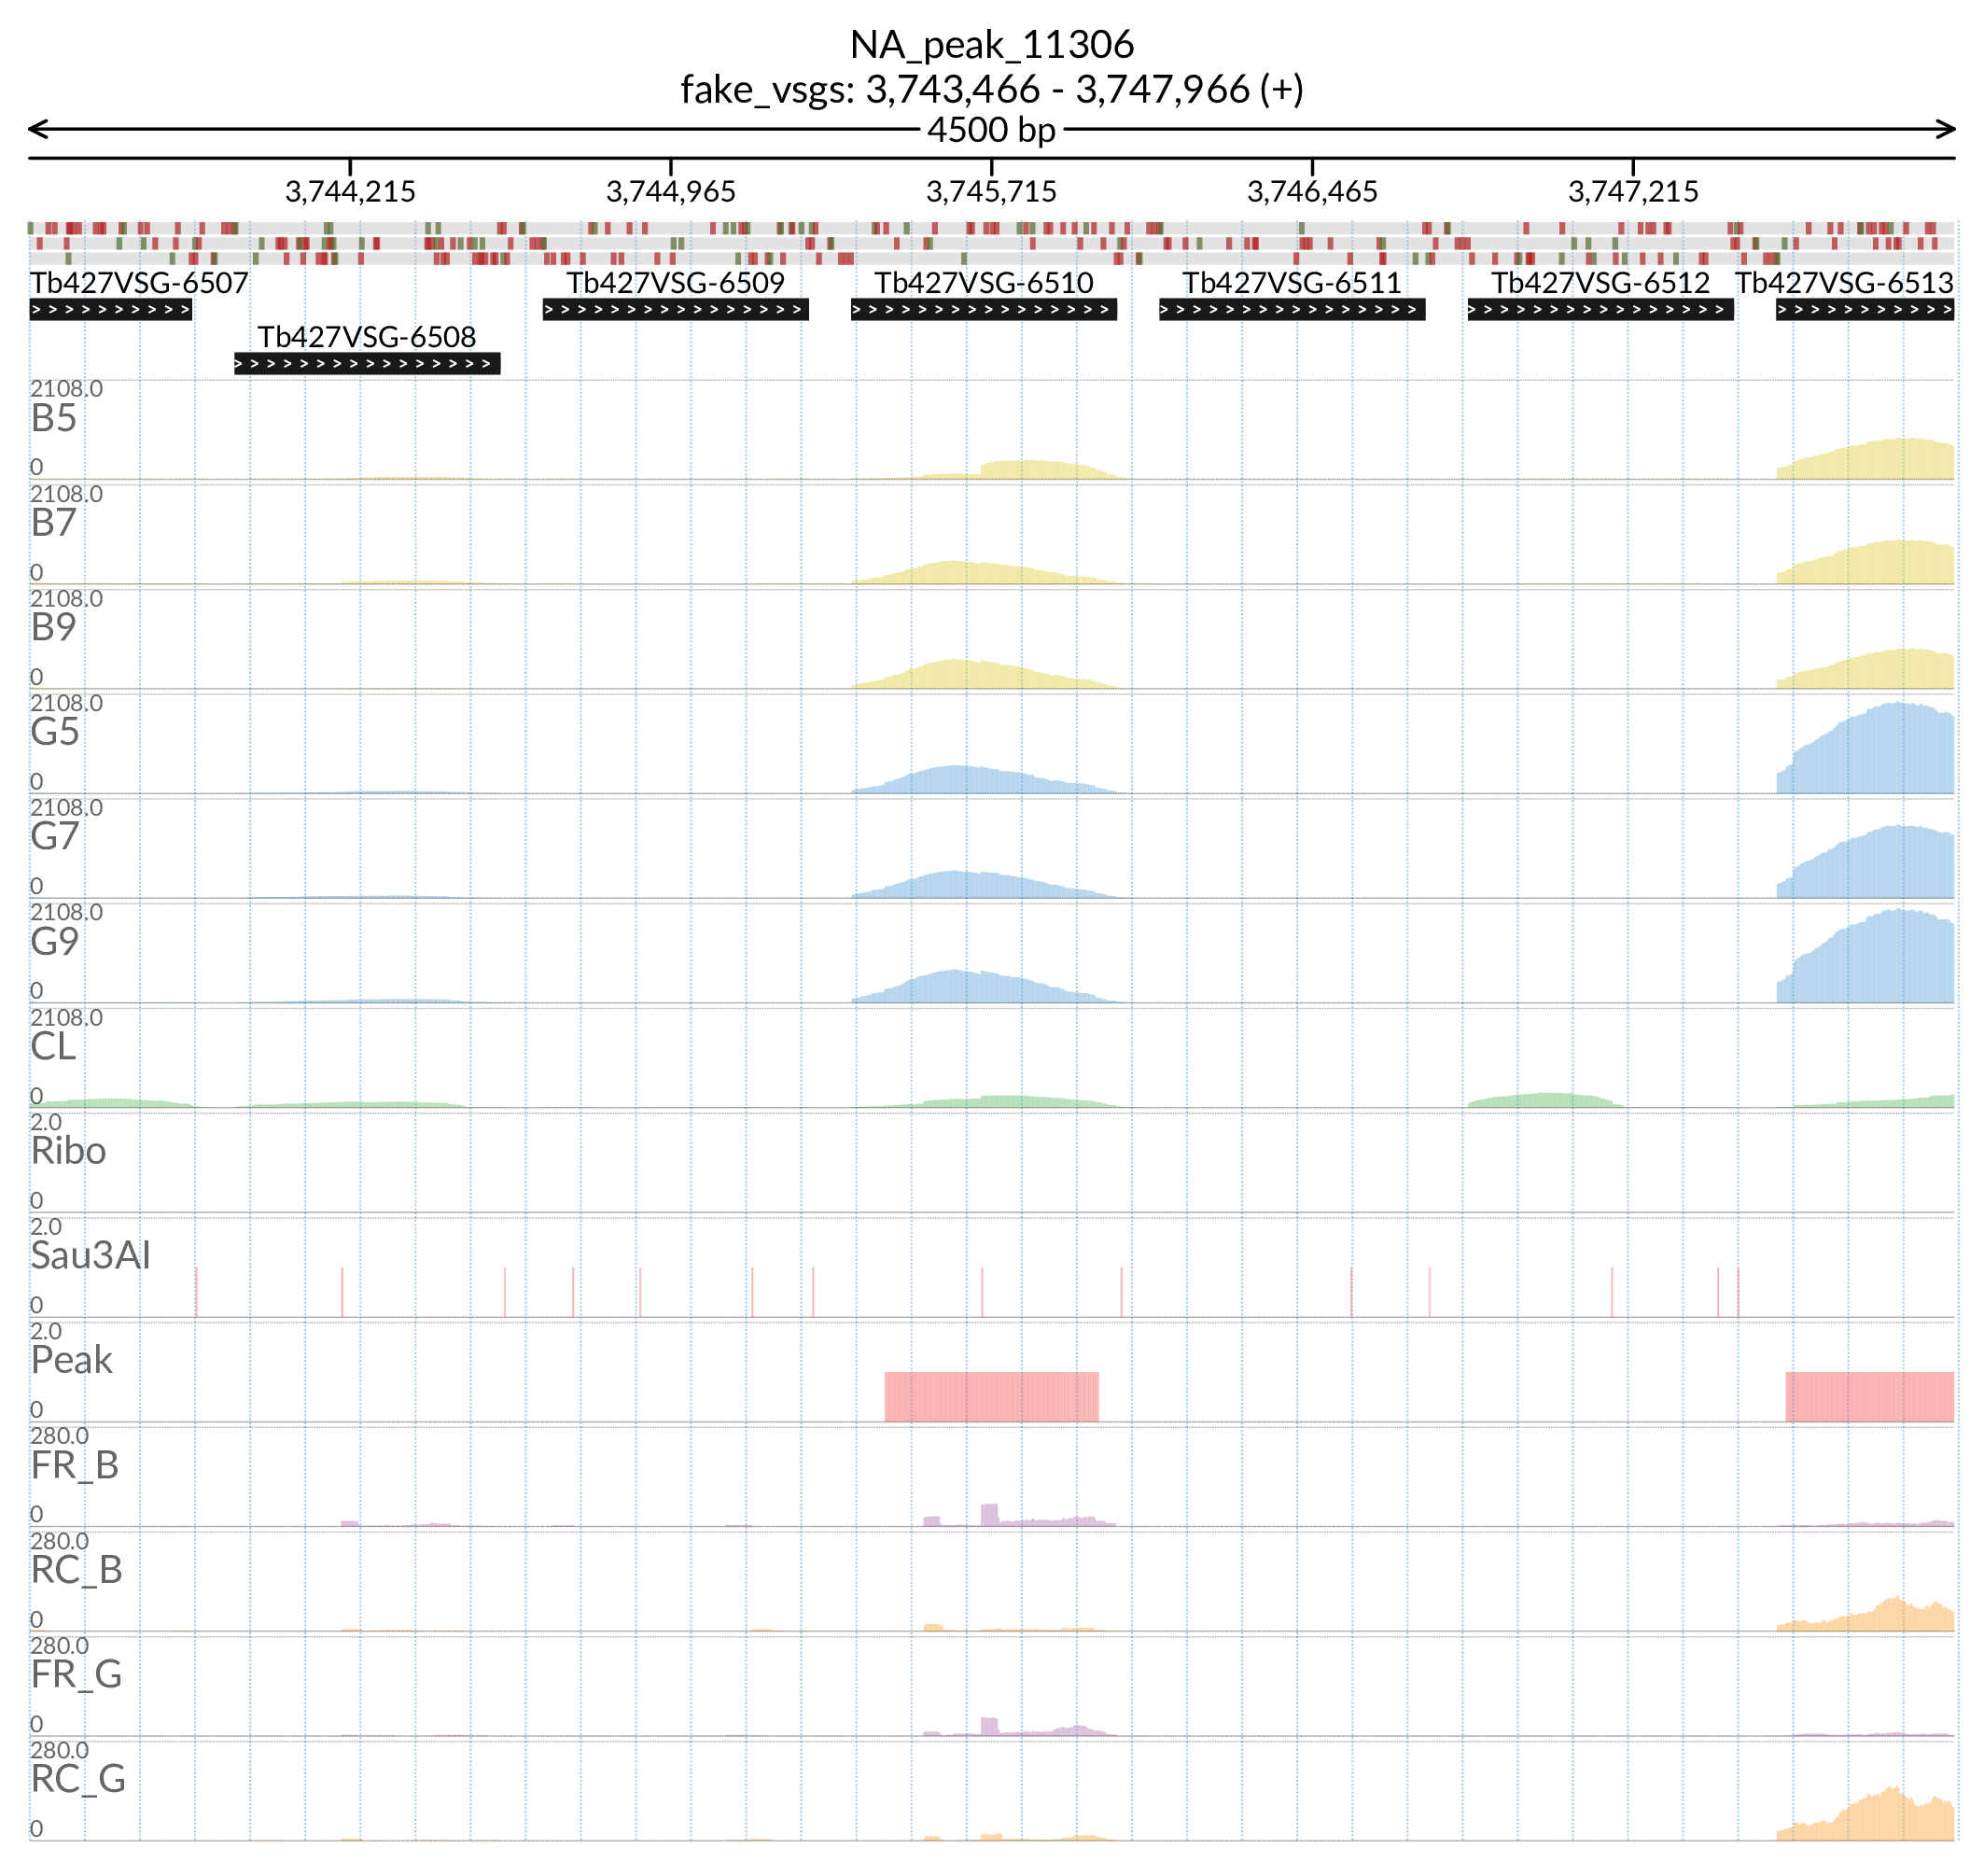 NA_peak_11306
fake_vsgs: 3,743,466 - 3,747,966 (+)
4500 bp
3,744,215 3,744,965 3,745,715 3,746,465 3,747,215
Tb427VSG-6507 Tb427VSG-6509 Tb427VSG-6510 Tb427VSG-6511 Tb427VSG-6512 Tb427VSG-6513
Tb427VSG-6508
2108.0
B5
0
2108.0
B7
0
2108.0
B9
0
2108.0
G5
0
2108.0
G7
0
2108.0
G9
0
2108.0
CL
0
2.0
Ribo
0
2.0
Sau3AI
0
2.0
Peak
0
280.0
FR_B
0
280.0
RC_B
0
280.0
FR_G
0
280.0
RC_G
0